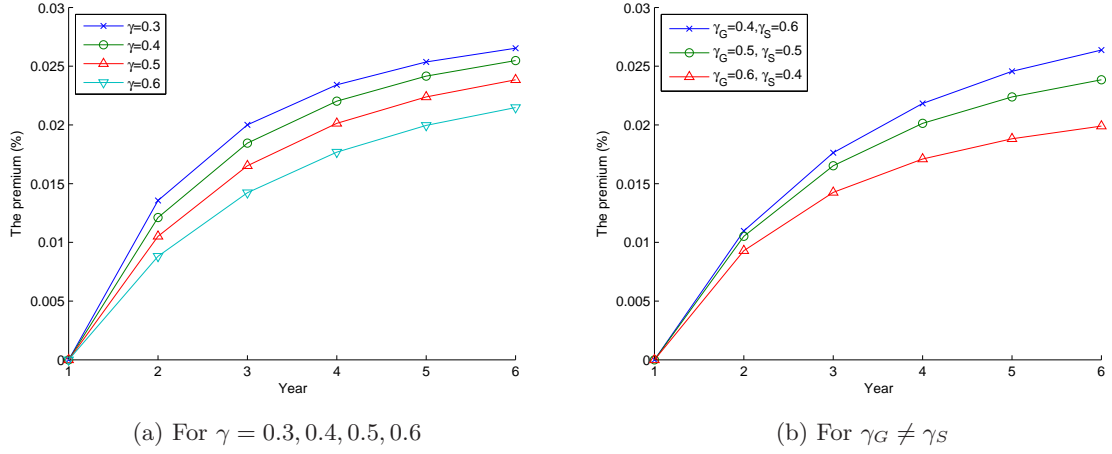 γ=0.3
γ=0.4
γ=0.5
γ=0.6
0.03
0.025
0.02
0.015
0.01
0.005
0
The premium (%)
1 2 3 4 5 6
Year
(a) For γ = 0.3, 0.4, 0.5, 0.6
γ_G=0.4,γ_S=0.6
γ_G=0.5, γ_S=0.5
γ_G=0.6, γ_S=0.4
0.03
0.025
0.02
0.015
0.01
0.005
0
The premium (%)
1 2 3 4 5 6
Year
(b) For γ_G ≠ γ_S